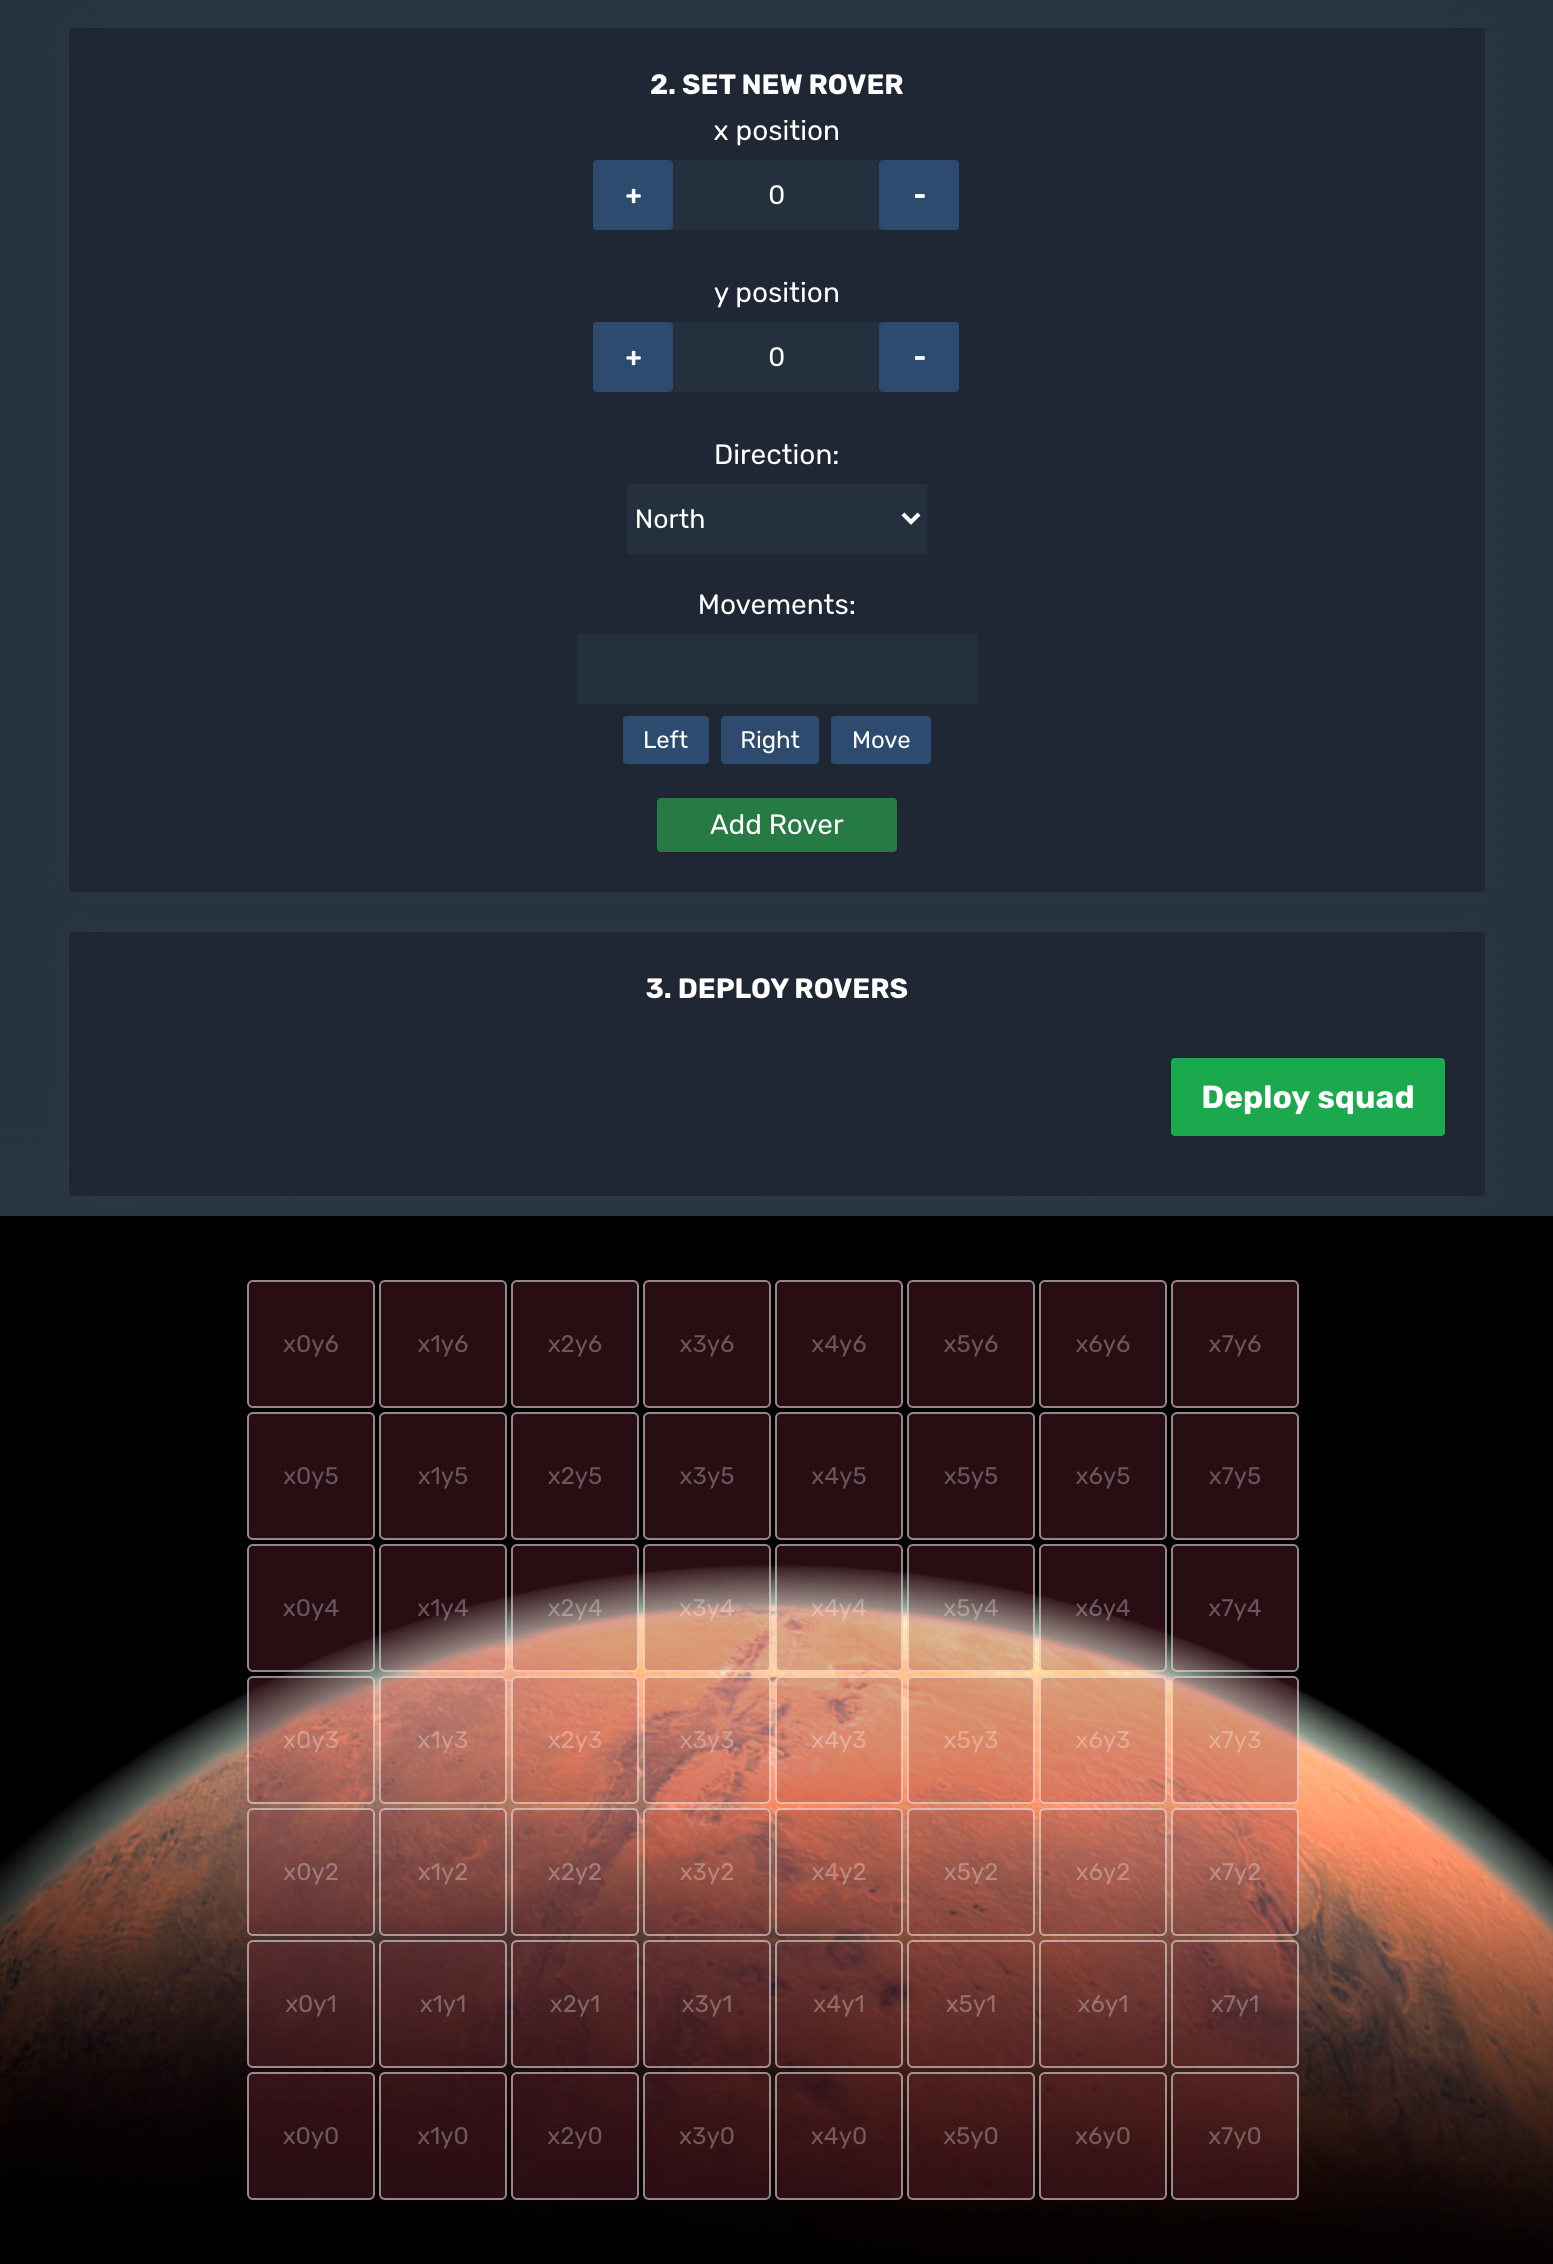 2. SET NEW ROVER
x position
+ 0 -
y position
+ 0 -
Direction:
North
Movements:
Left Right Move
Add Rover
3. DEPLOY ROVERS
Deploy squad
x0y6 x1y6 x2y6 x3y6 x4y6 x5y6 x6y6 x7y6
x0y5 x1y5 x2y5 x3y5 x4y5 x5y5 x6y5 x7y5
x0y4 x1y4 x2y4 x3y4 x4y4 x5y4 x6y4 x7y4
x0y3 x1y3 x2y3 x3y3 x4y3 x5y3 x6y3 x7y3
x0y2 x1y2 x2y2 x3y2 x4y2 x5y2 x6y2 x7y2
x0y1 x1y1 x2y1 x3y1 x4y1 x5y1 x6y1 x7y1
x0y0 x1y0 x2y0 x3y0 x4y0 x5y0 x6y0 x7y0